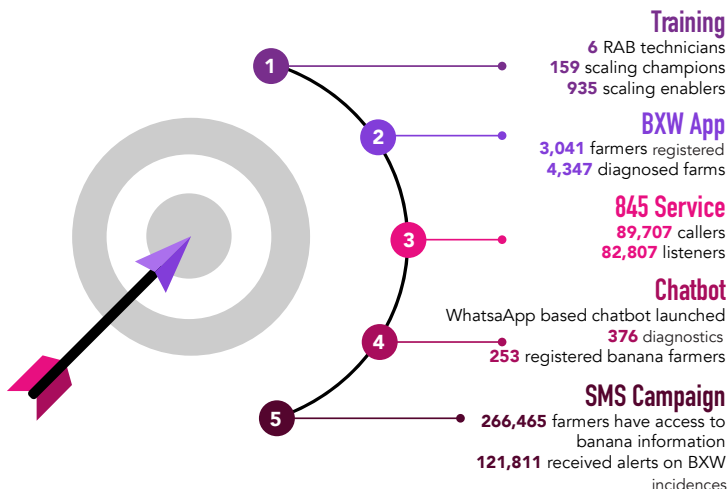 Training
6 RAB technicians
159 scaling champions
935 scaling enablers
1
BXW App
3,041 farmers registered
4,347 diagnosed farms
2
845 Service
89,707 callers
82,807 listeners
3
Chatbot
WhatsaApp based chatbot launched
376 diagnostics
253 registered banana farmers
4
SMS Campaign
266,465 farmers have access to
banana information
121,811 received alerts on BXW
incidences
5